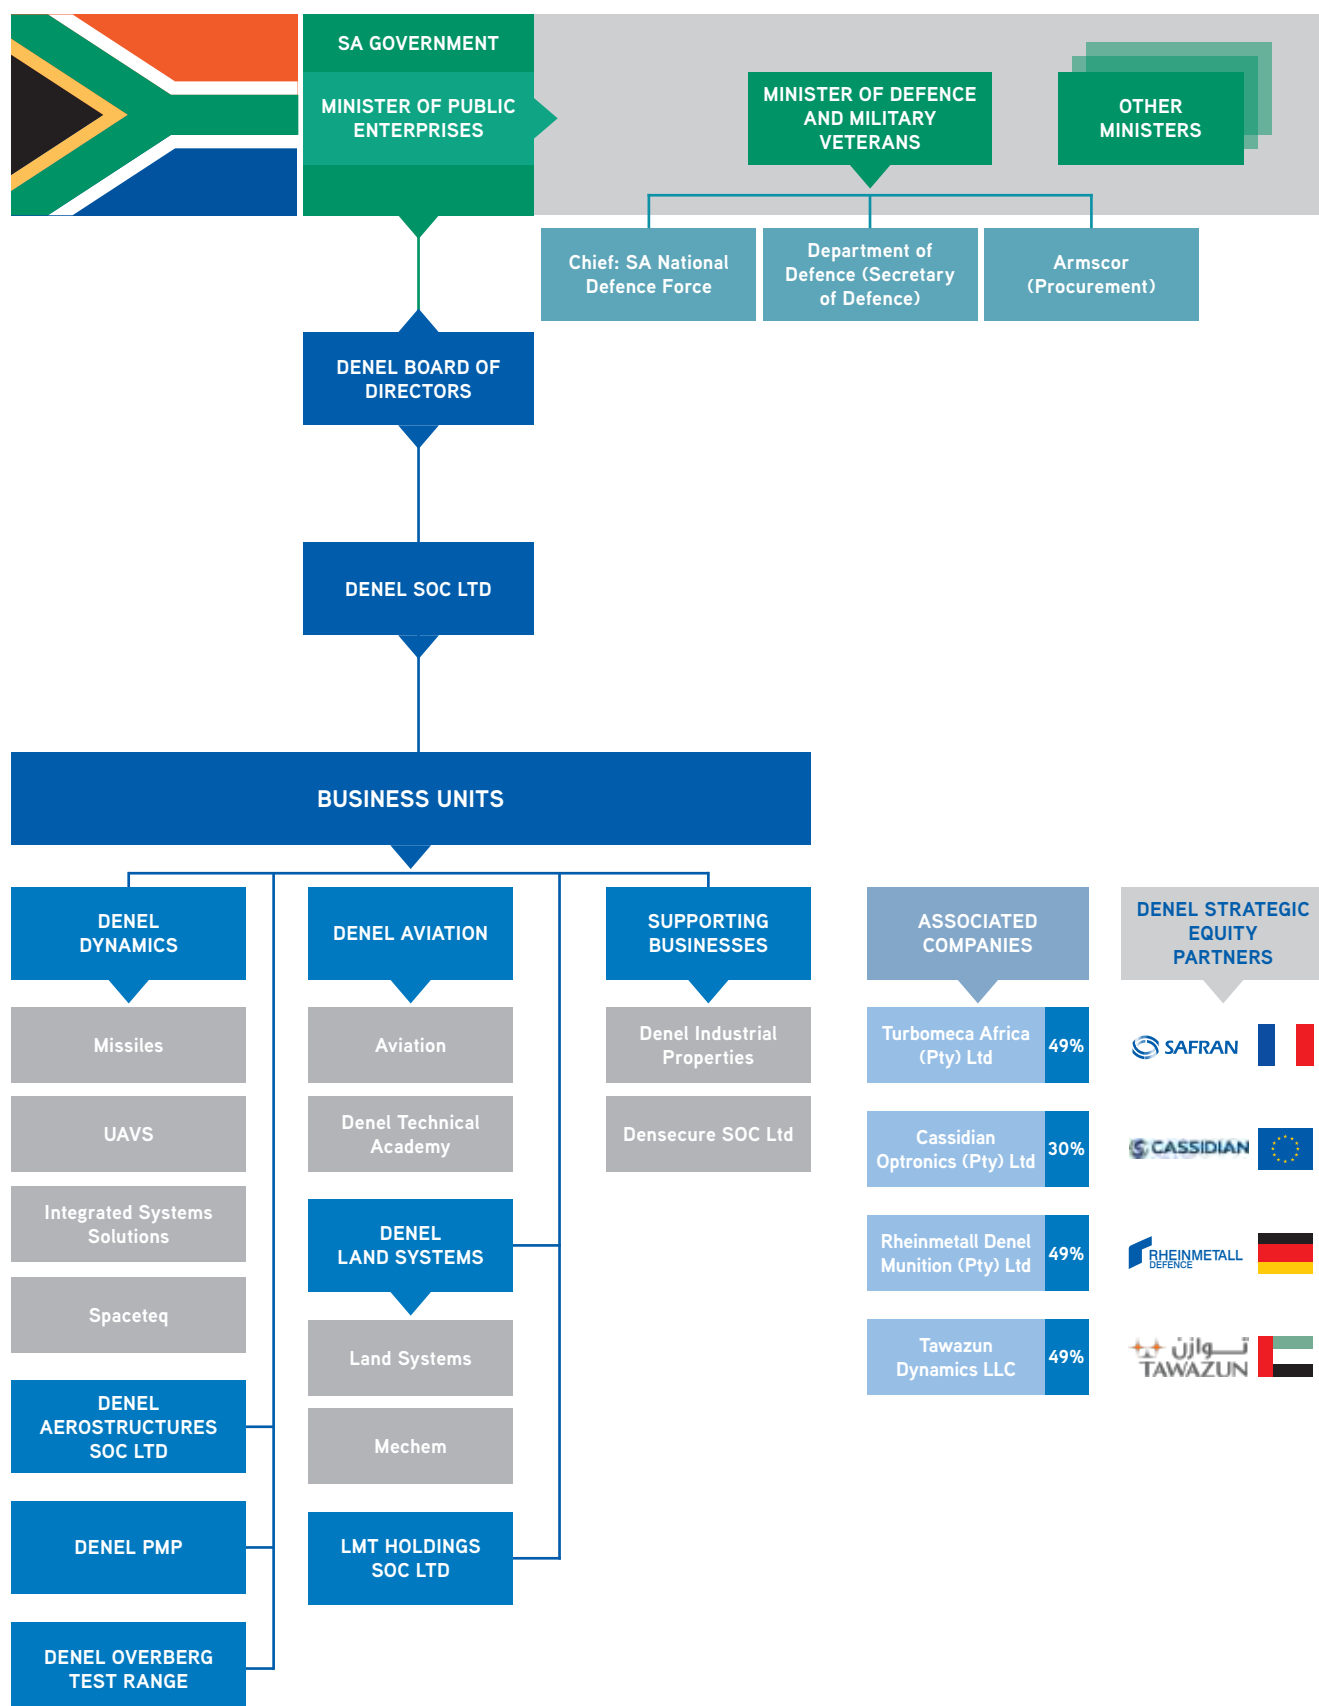 SA GOVERNMENT
MINISTER OF PUBLIC
ENTERPRISES
MINISTER OF DEFENCE
AND MILITARY
VETERANS
OTHER
MINISTERS
Chief: SA National
Defence Force
Department of
Defence (Secretary
of Defence)
Armscor
(Procurement)
DENEL BOARD OF
DIRECTORS
DENEL SOC LTD
BUSINESS UNITS
DENEL
DYNAMICS
Missiles
UAVS
Integrated Systems
Solutions
Spaceteq
DENEL
AEROSTRUCTURES
SOC LTD
DENEL PMP
DENEL OVERBERG
TEST RANGE
DENEL AVIATION
Aviation
Denel Technical
Academy
DENEL
LAND SYSTEMS
Land Systems
Mechem
LMT HOLDINGS
SOC LTD
SUPPORTING
BUSINESSES
Denel Industrial
Properties
Densecure SOC Ltd
ASSOCIATED
COMPANIES
Turbomeca Africa
(Pty) Ltd
49%
Cassidian
Optronics (Pty) Ltd
30%
Rheinmetall Denel
Munition (Pty) Ltd
49%
Tawazun
Dynamics LLC
49%
DENEL STRATEGIC
EQUITY
PARTNERS
SAFRAN
CASSIDIAN
RHEINMETALL
DEFENCE
تـوازن
TAWAZUN